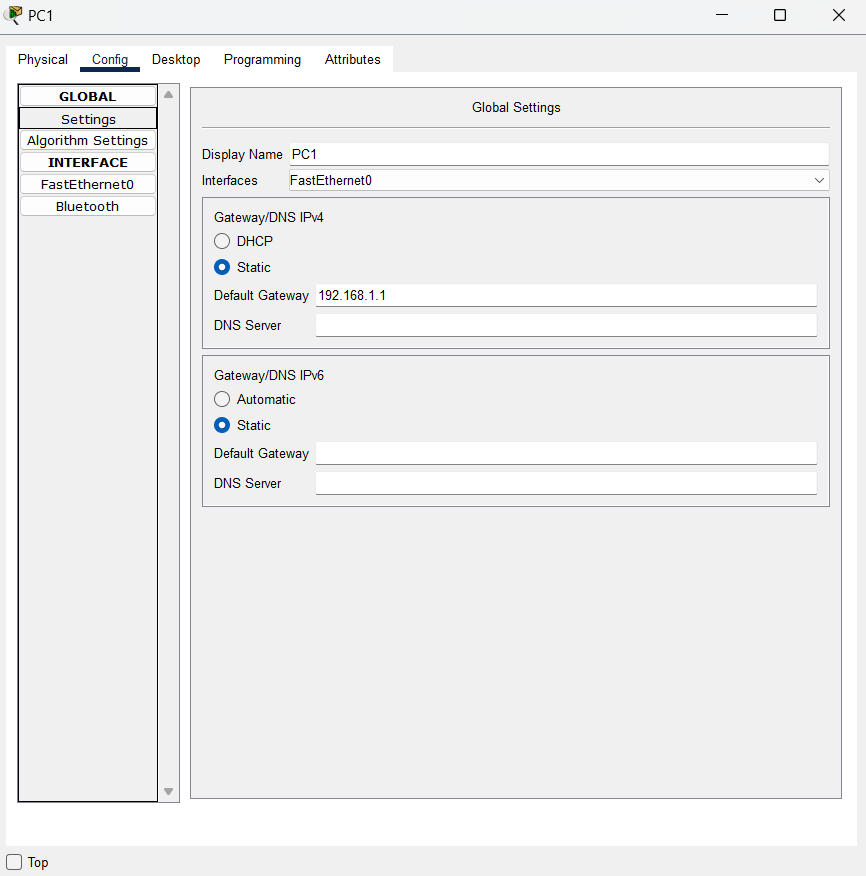 PC1
Physical Config Desktop Programming Attributes
GLOBAL
Settings
Algorithm Settings
INTERFACE
FastEthernet0
Bluetooth
Global Settings
Display Name PC1
Interfaces FastEthernet0
Gateway/DNS IPv4
DHCP
Static
Default Gateway 192.168.1.1
DNS Server
Gateway/DNS IPv6
Automatic
Static
Default Gateway
DNS Server
Top